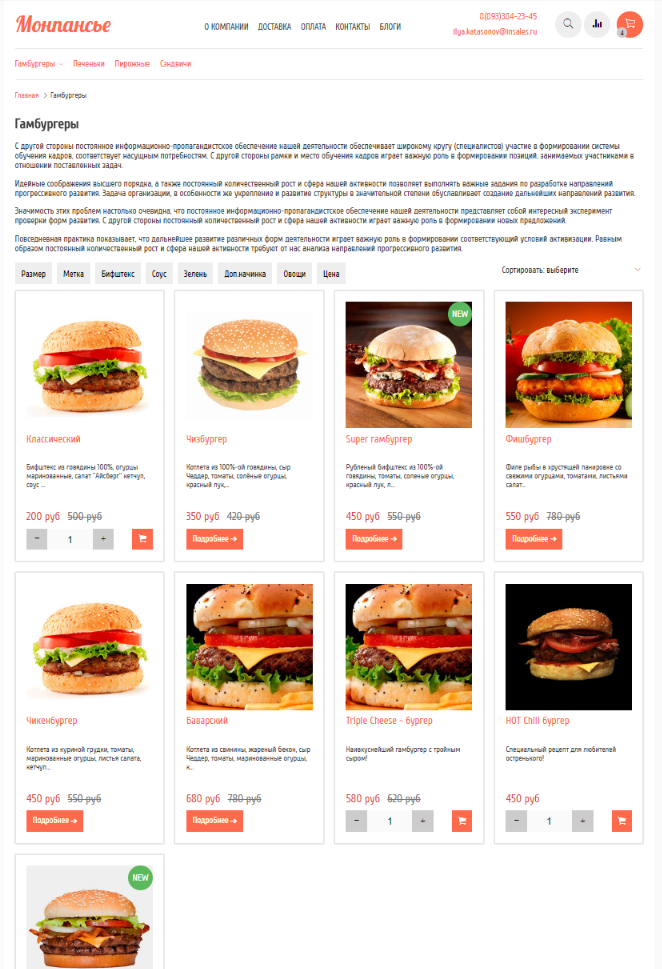 Монпансье
О КОМПАНИИ ДОСТАВКА ОПЛАТА КОНТАКТЫ БЛОГИ
8(093)304-23-45
ilya.katasonov@insales.ru
4
Гамбургеры Печеньки Пирожные Сэндвичи
Главная > Гамбургеры
Гамбургеры
С другой стороны постоянное информационно-пропагандистское обеспечение нашей деятельности обеспечивает широкому кругу (специалистов) участие в формировании системы
обучения кадров, соответствует насущным потребностям. С другой стороны рамки и место обучения кадров играет важную роль в формировании позиций, занимаемых участниками в
отношении поставленных задач.
Идейные соображения высшего порядка, а также постоянный количественный рост и сфера нашей активности позволяет выполнять важные задания по разработке направлений
прогрессивного развития. Задача организации, в особенности же укрепление и развитие структуры в значительной степени обуславливает создание дальнейших направлений развития.
Значимость этих проблем настолько очевидна, что постоянное информационно-пропагандистское обеспечение нашей деятельности представляет собой интересный эксперимент
проверки форм развития. С другой стороны постоянный количественный рост и сфера нашей активности играет важную роль в формировании новых предложений.
Повседневная практика показывает, что дальнейшее развитие различных форм деятельности играет важную роль в формировании соответствующий условий активизации. Равным
образом постоянный количественный рост и сфера нашей активности требуют от нас анализа направлений прогрессивного развития.
Размер Метка Бифштекс Соус Зелень Доп.начинка Овощи Цена
Сортировать: выберите
NEW
Классический
Бифштекс из говядины 100%, огурцы
маринованные, салат "Айсберг" кетчуп,
соус ...
200 руб 500 руб
- 1 +
Чизбургер
Котлета из 100%-ой говядины, сыр
Чеддер, томаты, солёные огурцы,
красный лук,...
350 руб 420 руб
Подробнее →
Super гамбургер
Рубленый бифштекс из 100%-ой
говядины, томаты, соленые огурцы,
красный лук, л...
450 руб 550 руб
Подробнее →
Фишбургер
Филе рыбы в хрустящей панировке со
свежими огурцами, томатами, листьями
салат...
550 руб 780 руб
Подробнее →
Чикенбургер
Котлета из куриной грудки, томаты,
маринованные огурцы, листья салата,
кетчуп...
450 руб 550 руб
Подробнее →
Баварский
Котлета из свинины, жареный бекон, сыр
Чеддер, томаты, маринованные огурцы,
к...
680 руб 780 руб
Подробнее →
Triple Cheese - бургер
Наивкуснейший гамбургер с тройным
сыром!
580 руб 620 руб
- 1 +
HOT Chili бургер
Специальный рецепт для любителей
остренького!
450 руб
- 1 +
NEW